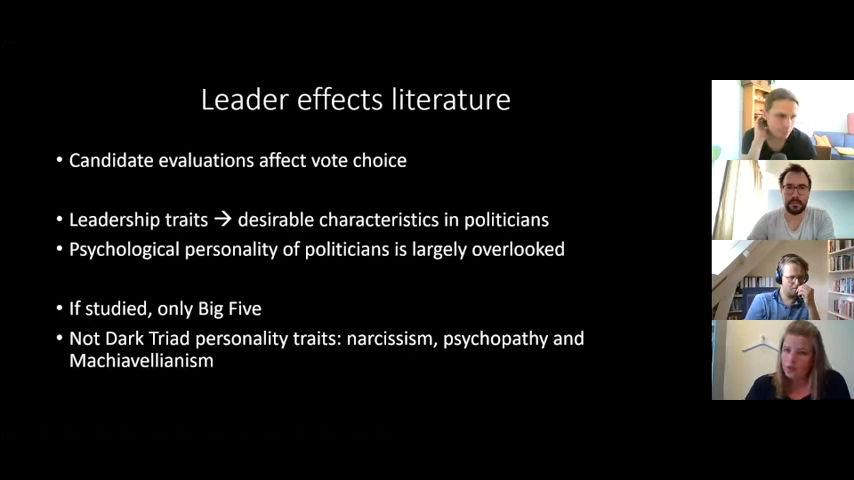 Leader effects literature
• Candidate evaluations affect vote choice
• Leadership traits → desirable characteristics in politicians
• Psychological personality of politicians is largely overlooked
• If studied, only Big Five
• Not Dark Triad personality traits: narcissism, psychopathy and
Machiavellianism